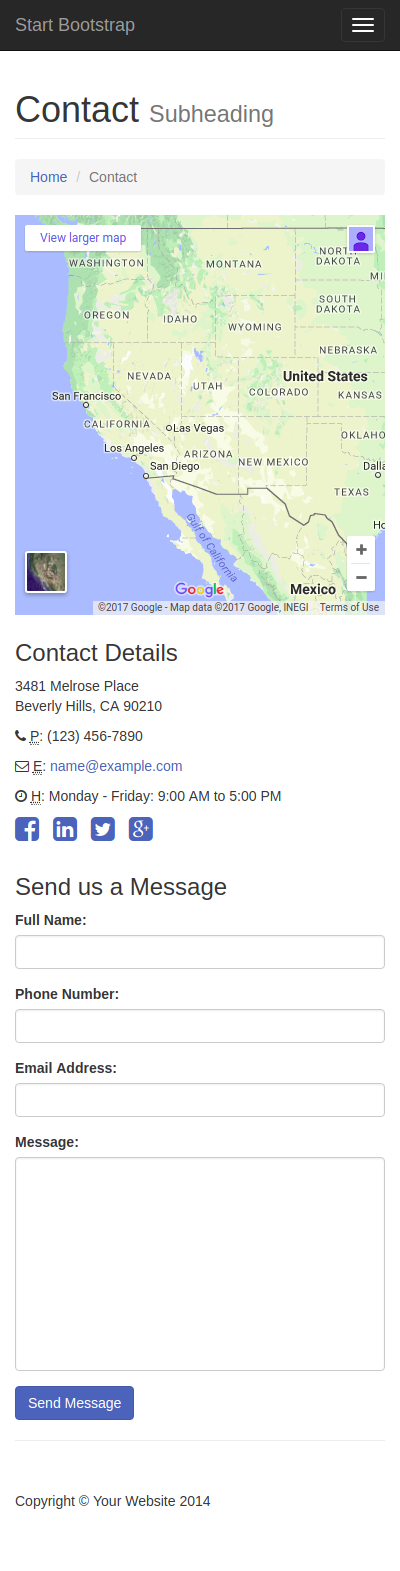 Start Bootstrap
Contact Subheading
Home / Contact
View larger map
WASHINGTON
MONTANA
NORTH
DAKOTA
OREGON
IDAHO
WYOMING
SOUTH
DAKOTA
NEBRASKA
NEVADA
UTAH
COLORADO
United States
KANSAS
San Francisco
CALIFORNIA
Las Vegas
Los Angeles
ARIZONA
NEW MEXICO
San Diego
TEXAS
Gulf of California
Mexico
Google
©2017 Google - Map data ©2017 Google, INEGI Terms of Use
Contact Details
3481 Melrose Place
Beverly Hills, CA 90210
P: (123) 456-7890
E: name@example.com
H: Monday - Friday: 9:00 AM to 5:00 PM
Send us a Message
Full Name:
Phone Number:
Email Address:
Message:
Send Message
Copyright © Your Website 2014